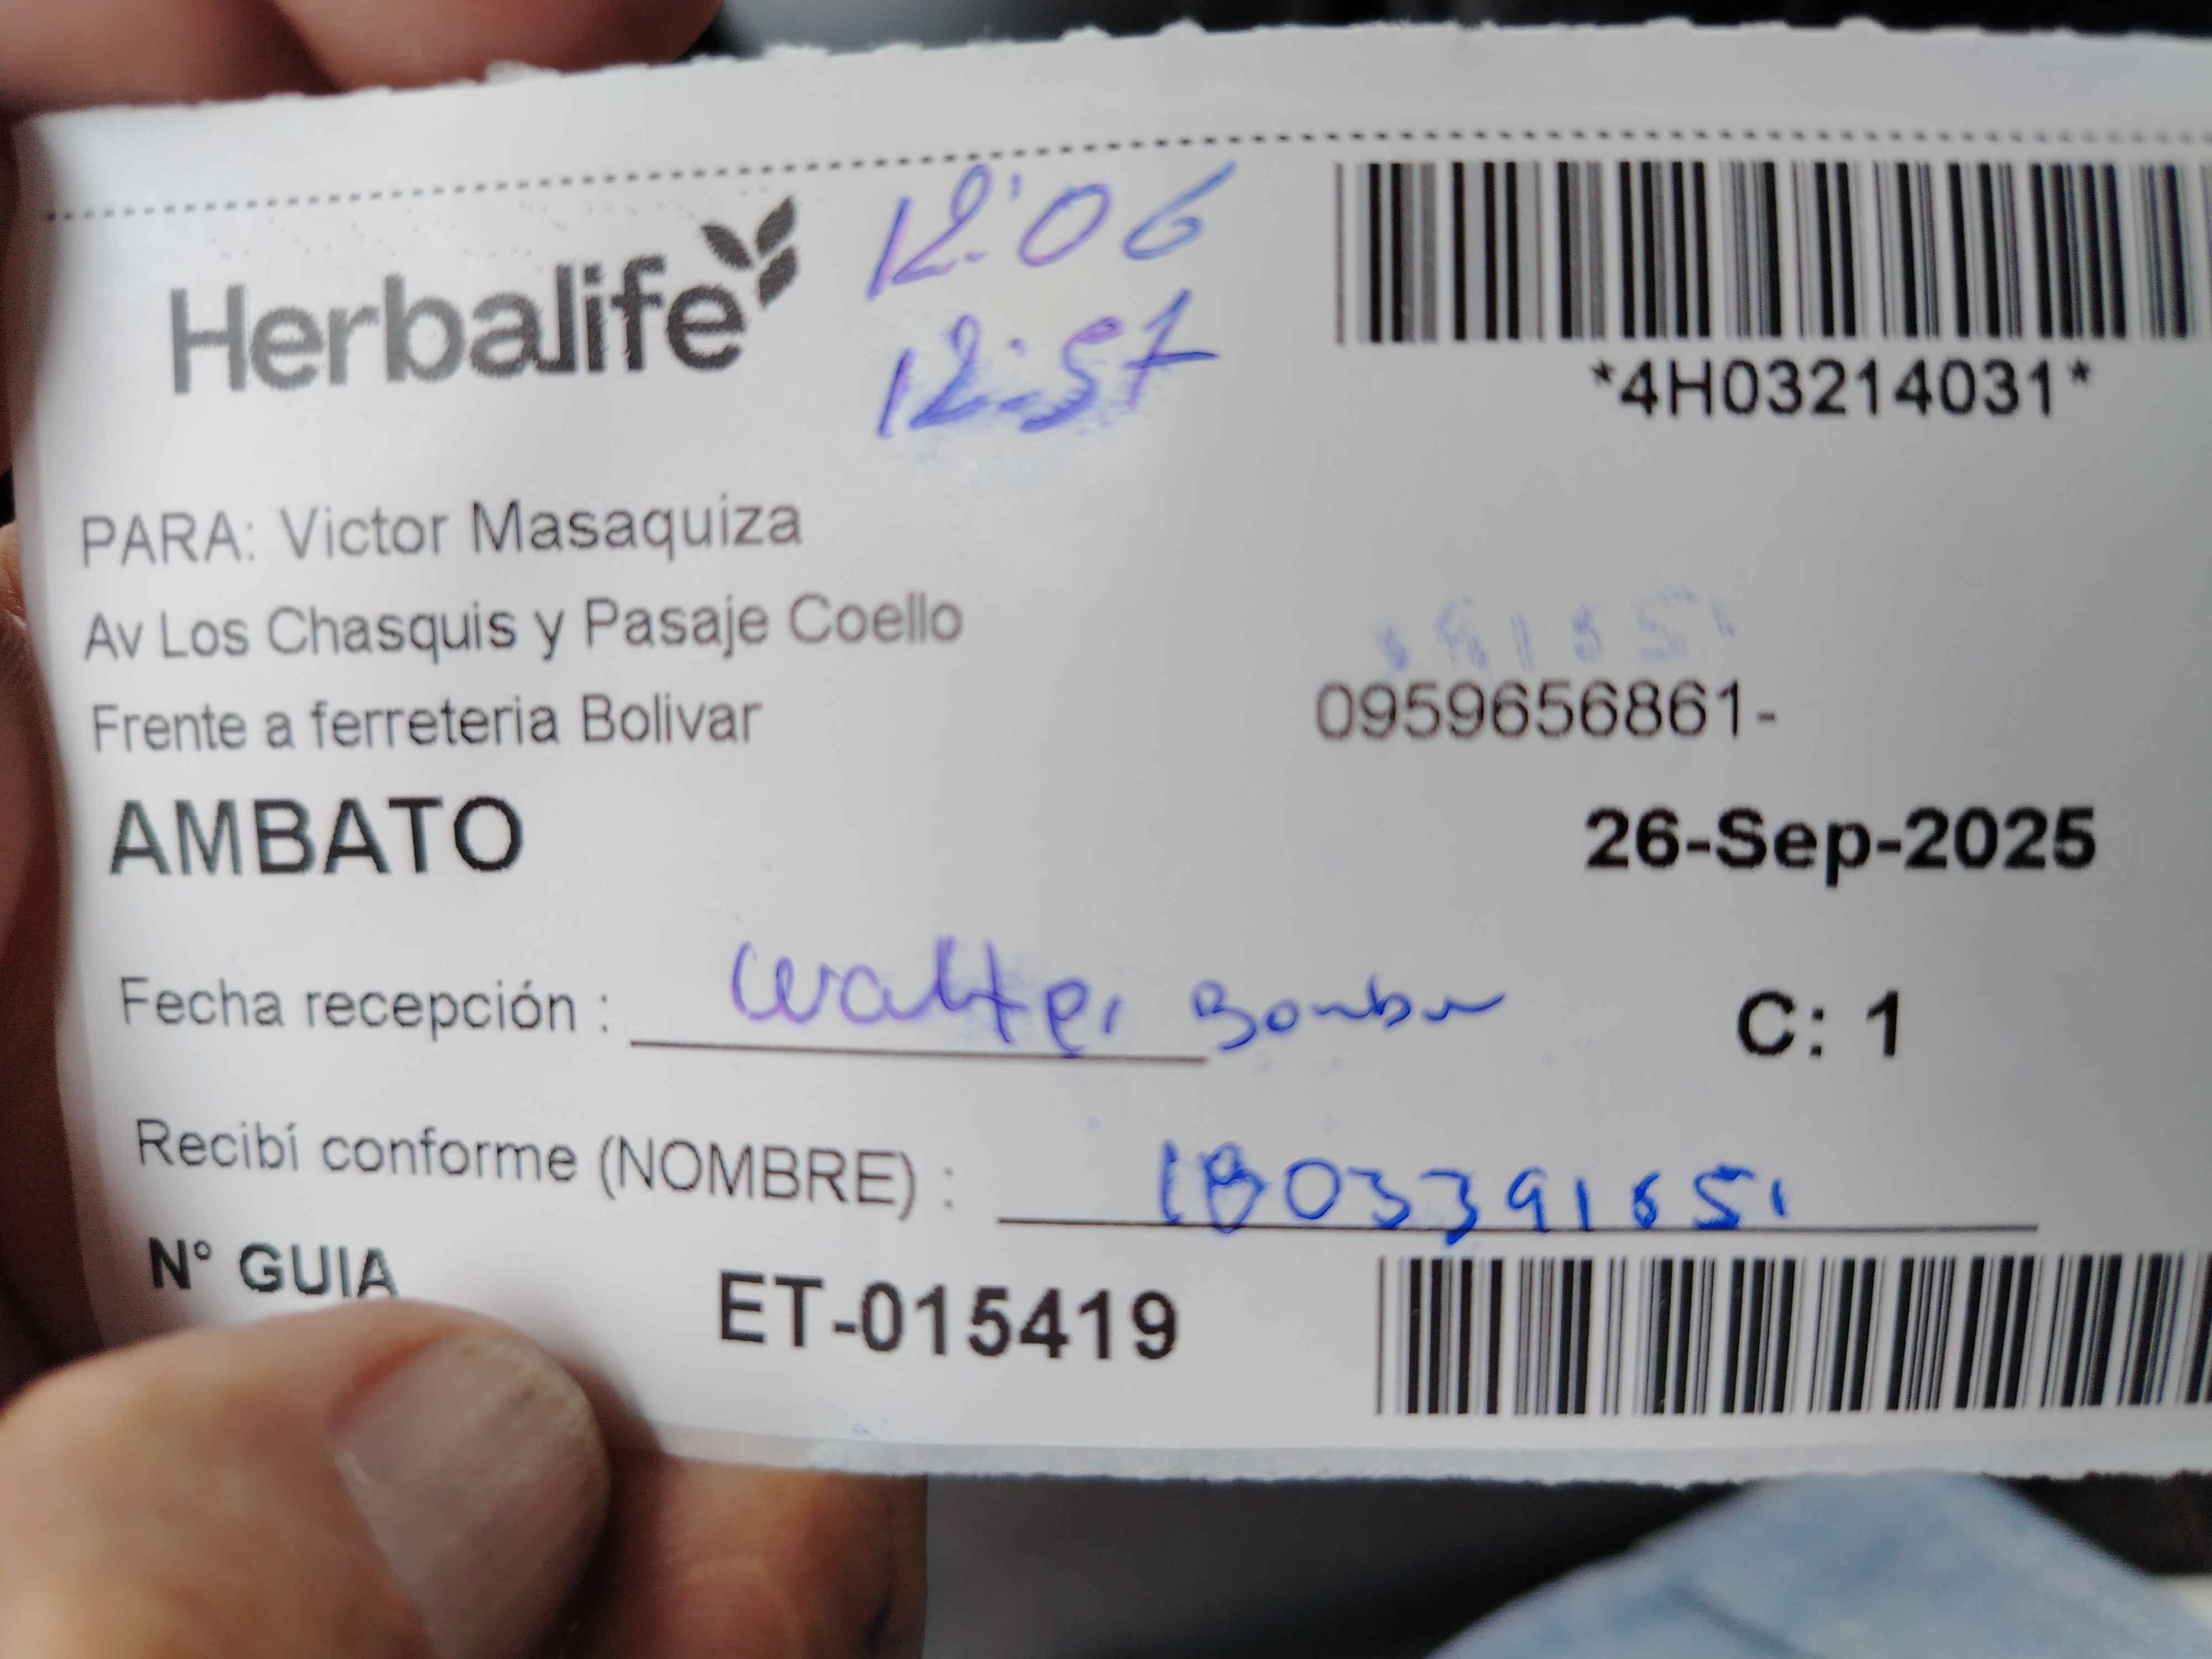 Herbalife
12:06
12:57
*4H03214031*
PARA: Victor Masaquiza
Av Los Chasquis y Pasaje Coello
Frente a ferreteria Bolivar
0959656861-
AMBATO
26-Sep-2025
Fecha recepción : Walter
C: 1
Recibí conforme (NOMBRE) : 1803391651
N° GUIA
ET-015419